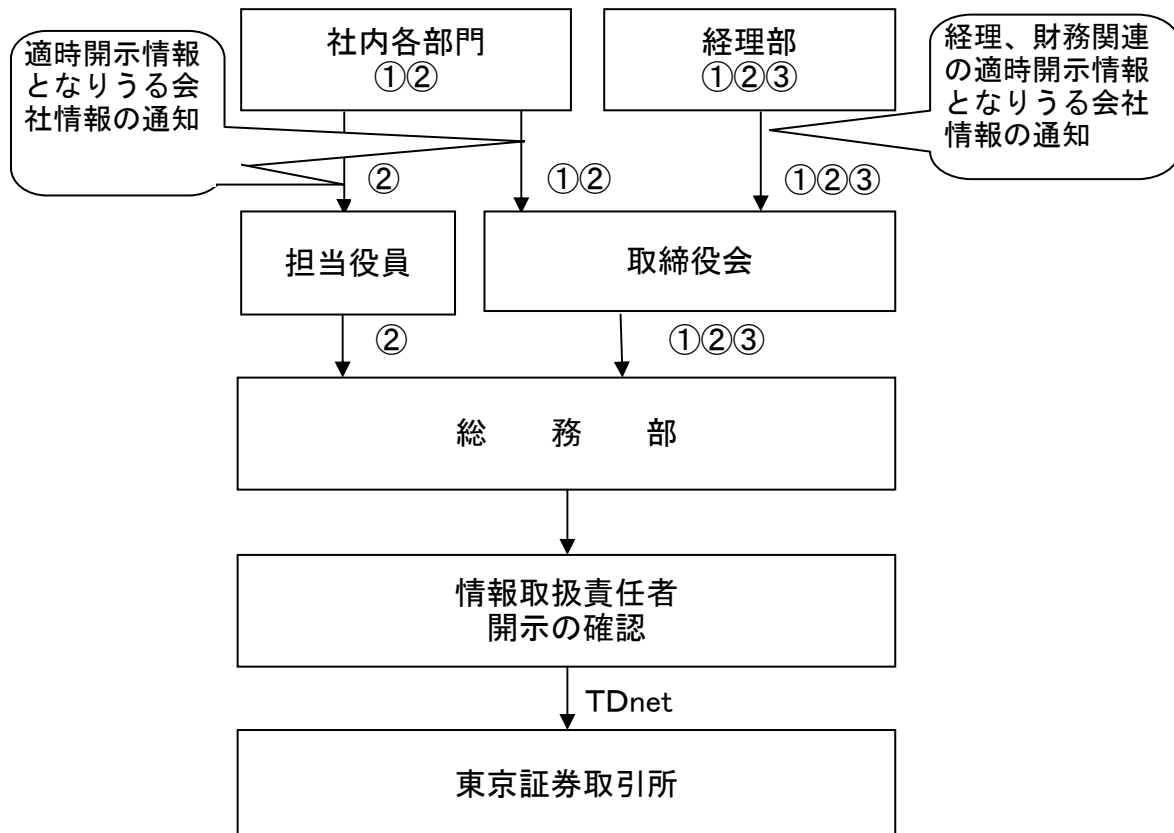 適時開示情報
となりうる会
社情報の通知
社内各部門
①②
経理部
①②③
経理、財務関連
の適時開示情報
となりうる会社
情報の通知
②
①②
①②③
担当役員
取締役会
②
①②③
総　務　部
情報取扱責任者
開示の確認
TDnet
東京証券取引所